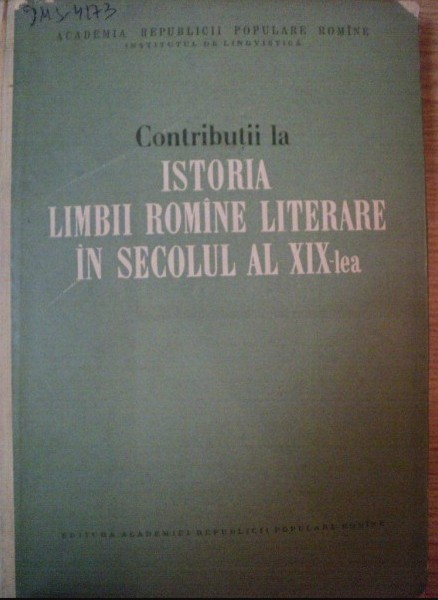 ACADEMIA REPUBLICII POPULARE ROMÎNE
INSTITUTUL DE LINGVISTICĂ
Contribuții la
ISTORIA
LIMBII ROMÎNE LITERARE
ÎN SECOLUL AL XIX-lea
EDITURA ACADEMIEI REPUBLICII POPULARE ROMÎNE